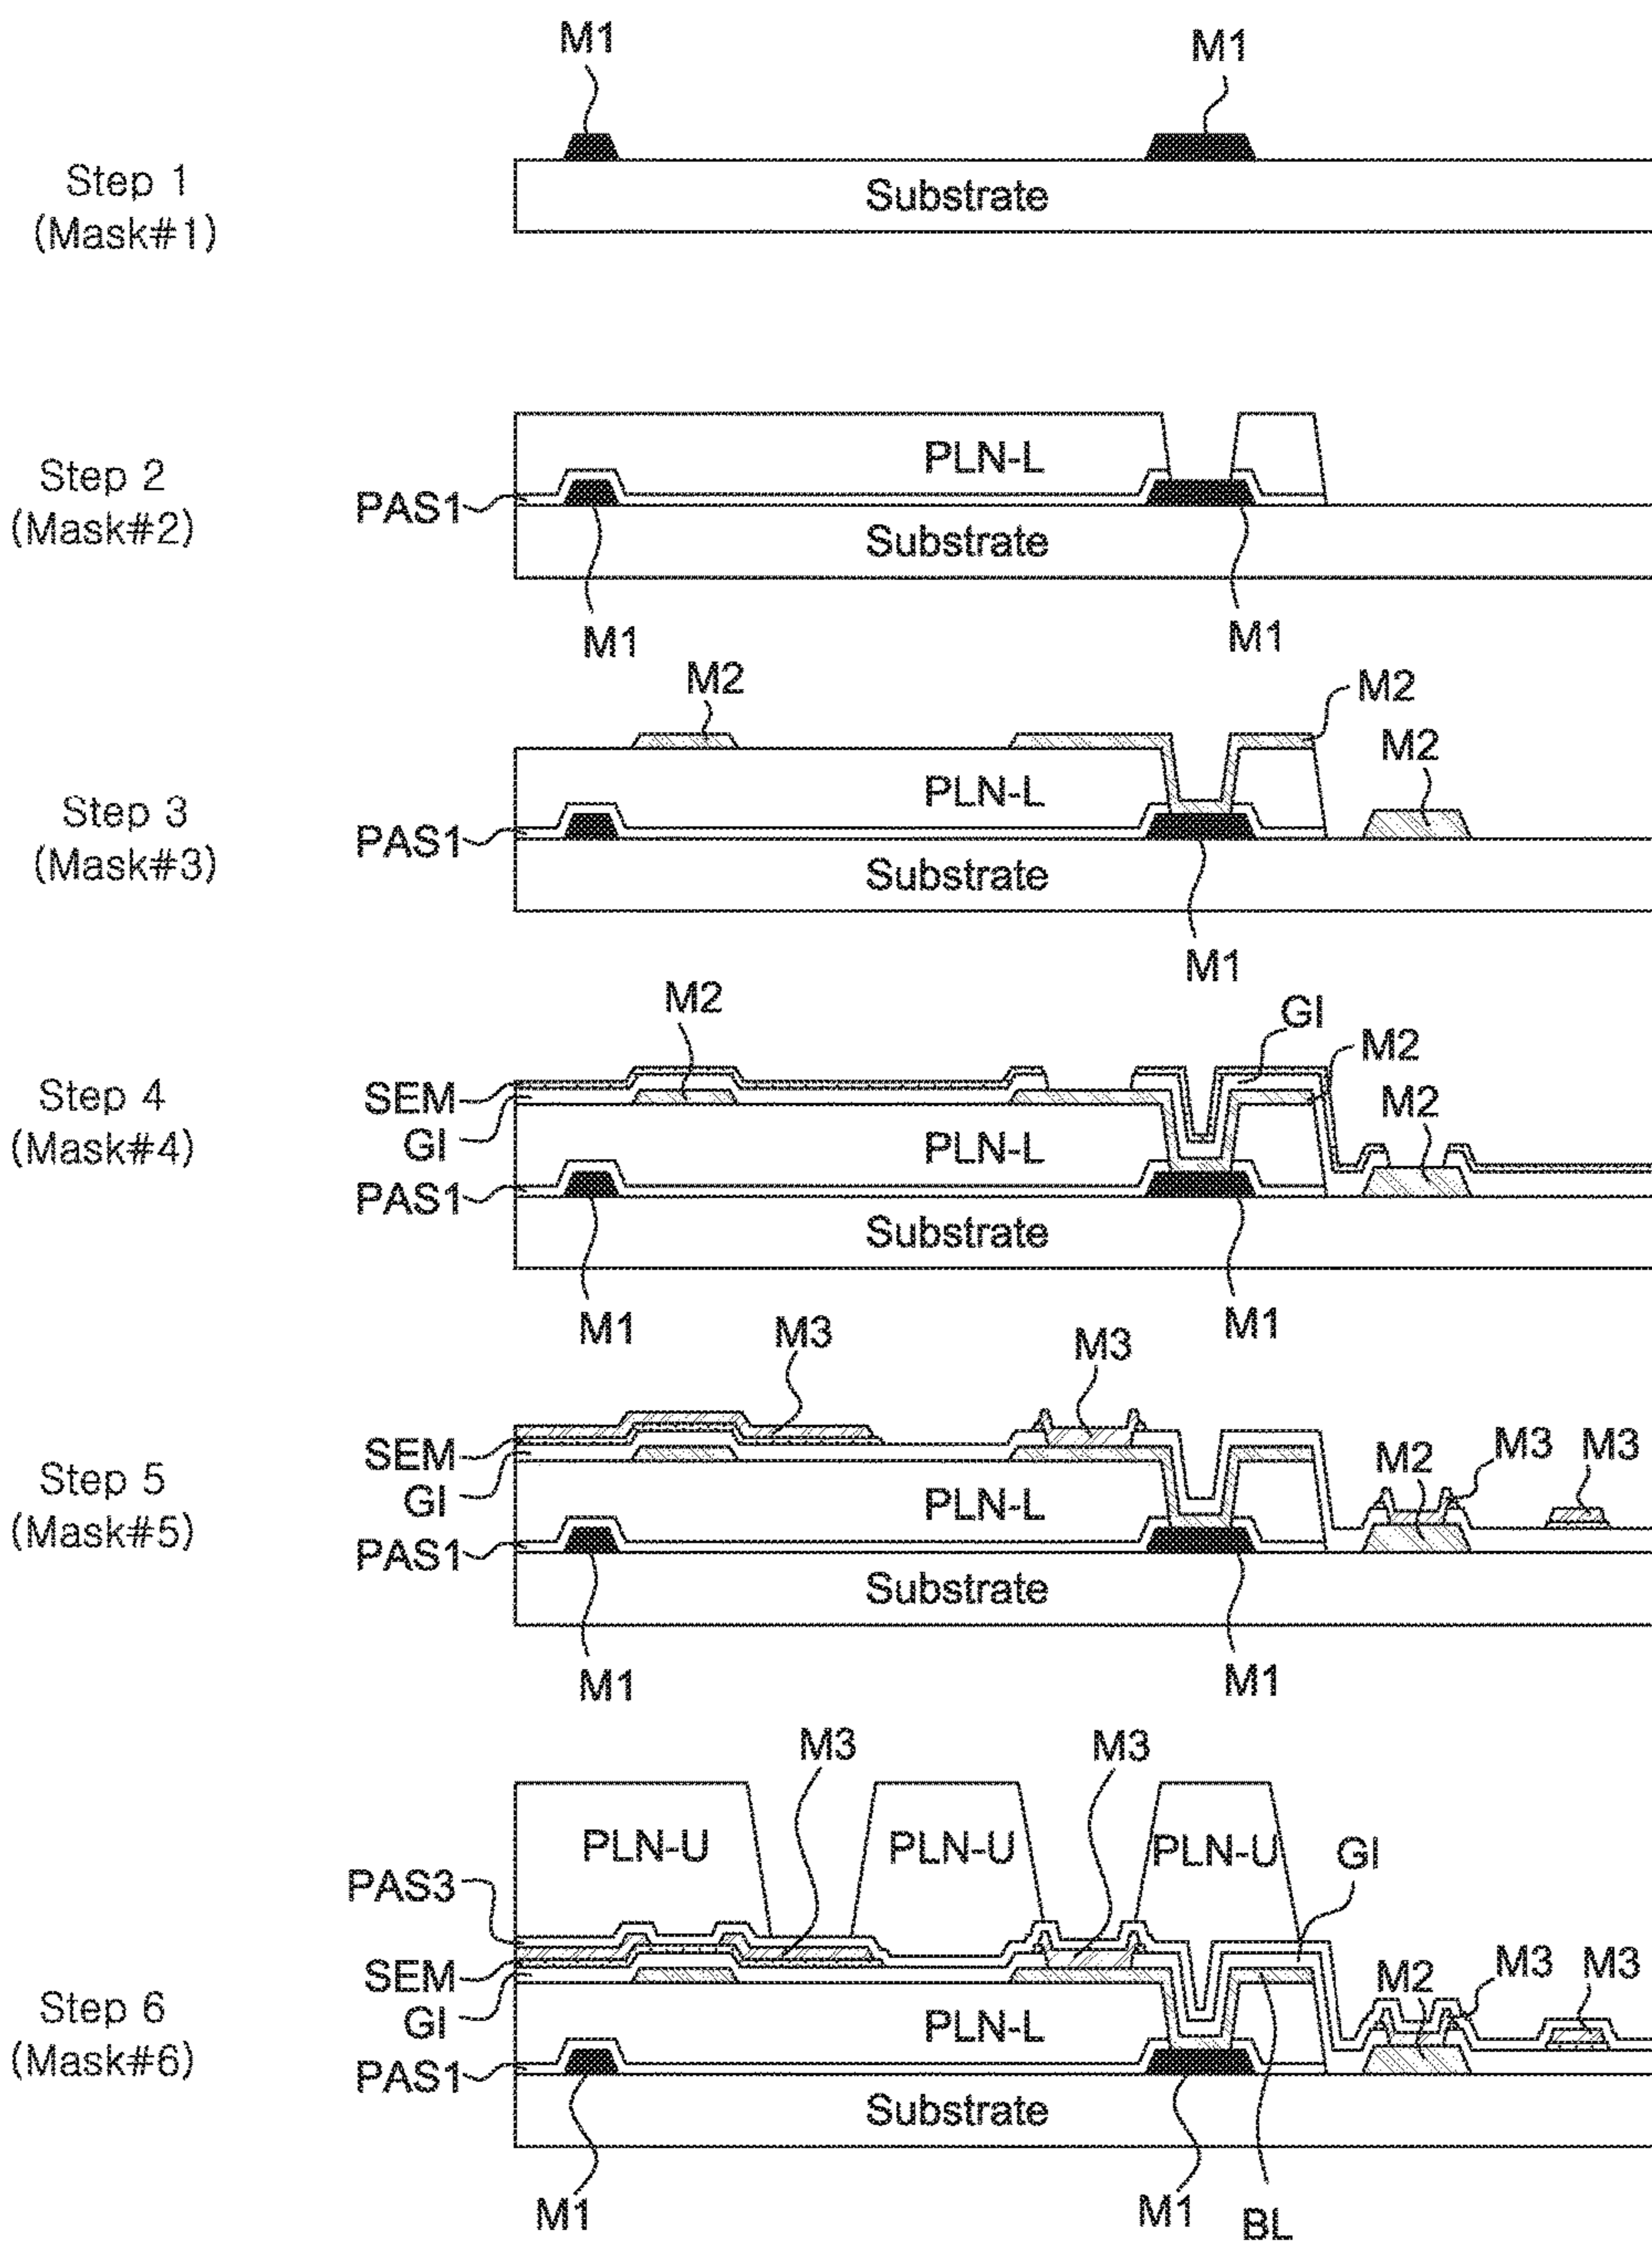 M1
M1
Step 1
(Mask#1)
Substrate
Step 2
(Mask#2)
PLN-L
PAS1
Substrate
M1
M1
M2
M2
M2
Step 3
(Mask#3)
PLN-L
PAS1
Substrate
M1
M2
GI
M2
M2
Step 4
(Mask#4)
SEM
GI
PLN-L
PAS1
Substrate
M1
M1
M3
M3
Step 5
(Mask#5)
SEM
GI
M2
M3
M3
PLN-L
PAS1
Substrate
M1
M1
M3
M3
PLN-U
PLN-U
PLN-U
GI
PAS3
SEM
GI
M2
M3
M3
Step 6
(Mask#6)
PLN-L
PAS1
Substrate
M1
M1
BL